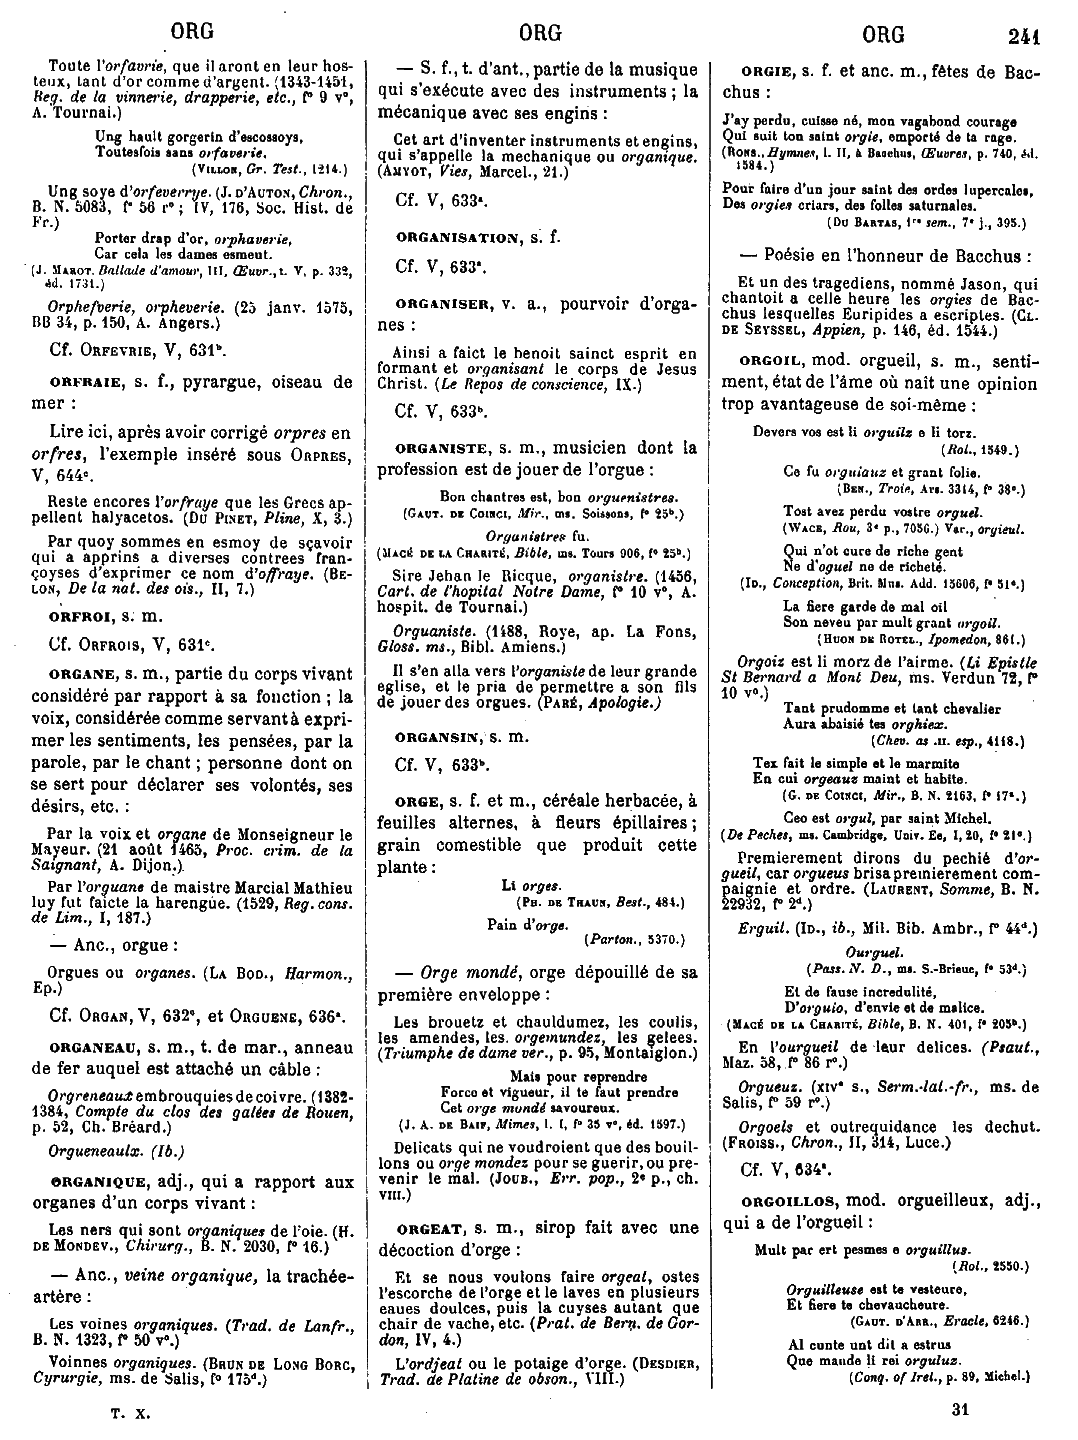 ORG
ORG
ORG 241
Toute l'orfavrie, que il aront en leur hos-
teux, tant d'or comme d'argent. (1343-1451,
Reg. de la vinnerie, drapperie, etc., f° 9 v°,
A. Tournai.)
Ung hault gorgerin d'escossoys,
Toutesfois sans orfaverie.
(VILLON, Gr. Test., 1214.)
Ung soye d'orfeverrye. (J. D'AUTON, Chron.,
B. N. 5083, f° 56 r° ; IV, 176, Soc. Hist. de
Fr.)
Porter drap d'or, orphaverie,
Car cela les dames esmeut.
(J. MAROT. Ballade d'amour, III, Œuvr., t. V, p. 332,
éd. 1731.)
Orphefverie, orpheverie. (25 janv. 1575,
BB 34, p. 150, A. Angers.)
Cf. ORFEVRIE, V, 631ᵇ.
ORFRAIE, s. f., pyrargue, oiseau de
mer :
Lire ici, après avoir corrigé orpres en
orfres, l'exemple inséré sous ORPRES,
V, 644ᶜ.
Reste encores l'orfraye que les Grecs ap-
pellent halyacetos. (DU PINET, Pline, X, 3.)
Par quoy sommes en esmoy de sçavoir
qui a apprins a diverses contrees fran-
çoyses d'exprimer ce nom d'offraye. (BE-
LON, De la nat. des ois., II, 7.)
ORFROI, s. m.
Cf. ORFROIS, V, 631ᶜ.
ORGANE, s. m., partie du corps vivant
considéré par rapport à sa fonction ; la
voix, considérée comme servant à expri-
mer les sentiments, les pensées, par la
parole, par le chant ; personne dont on
se sert pour déclarer ses volontés, ses
désirs, etc. :
Par la voix et organe de Monseigneur le
Mayeur. (21 août 1465, Proc. crim. de la
Saignant, A. Dijon.)
Par l'orguane de maistre Marcial Mathieu
luy fut faicte la harengue. (1529, Reg. cons.
de Lim., I, 187.)
— Anc., orgue :
Orgues ou organes. (LA BOD., Harmon.,
Ep.)
Cf. ORGAN, V, 632ᶜ, et ORGUENE, 636ᵃ.
ORGANEAU, s. m., t. de mar., anneau
de fer auquel est attaché un câble :
Orgreneaux embrouquies de coivre. (1382-
1384, Compte du clos des galées de Rouen,
p. 52, Ch. Bréard.)
Orgueneaulx. (Ib.)
ORGANIQUE, adj., qui a rapport aux
organes d'un corps vivant :
Les ners qui sont organiques de l'oie. (H.
DE MONDEV., Chirurg., B. N. 2030, f° 16.)
— Anc., veine organique, la trachée-
artère :
Les voines organiques. (Trad. de Lanfr.,
B. N. 1323, f° 50 v°.)
Voinnes organiques. (BRUN DE LONG BORC,
Cyrurgie, ms. de Salis, f° 175ᵈ.)
T. X.
— S. f., t. d'ant., partie de la musique
qui s'exécute avec des instruments ; la
mécanique avec ses engins :
Cet art d'inventer instruments et engins,
qui s'appelle la mechanique ou organique.
(AMYOT, Vies, Marcel., 21.)
Cf. V, 633ᵃ.
ORGANISATION, s. f.
Cf. V, 633ᵃ.
ORGANISER, v. a., pourvoir d'orga-
nes :
Ainsi a faict le henoit sainct esprit en
formant et organisant le corps de Jesus
Christ. (Le Repos de conscience, IX.)
Cf. V, 633ᵇ.
ORGANISTE, s. m., musicien dont la
profession est de jouer de l'orgue :
Bon chantres est, bon orguenistres.
(GAUT. DE COINCI, Mir., ms. Soissons, f° 25ᵇ.)
Organistres fu.
(MACÉ DE LA CHARITÉ, Bible, ms. Tours 906, f° 25ᵇ.)
Sire Jehan le Ricque, organistre. (1456,
Cart. de l'hopital Notre Dame, f° 10 v°, A.
hospit. de Tournai.)
Orguaniste. (1488, Roye, ap. La Fons,
Gloss. ms., Bibl. Amiens.)
Il s'en alla vers l'organiste de leur grande
eglise, et le pria de permettre a son fils
de jouer des orgues. (PARÉ, Apologie.)
ORGANSIN, s. m.
Cf. V, 633ᵇ.
ORGE, s. f. et m., céréale herbacée, à
feuilles alternes, à fleurs épillaires ;
grain comestible que produit cette
plante :
Li orges.
(PH. DE THAUN, Best., 484.)
Pain d'orge.
(Parton., 5370.)
— Orge mondé, orge dépouillé de sa
première enveloppe :
Les brouetz et chauldumez, les coulis,
les amendes, les. orgemundez, les gelees.
(Triumphe de dame ver., p. 95, Montaiglon.)
Mais pour reprendre
Force et vigueur, il te faut prendre
Cet orge mondé savoureux.
(J. A. DE BAIF, Mimes, l. I, f° 35 v°, éd. 1597.)
Delicats qui ne voudroient que des bouil-
lons ou orge mondez pour se guerir, ou pre-
venir le mal. (JOUB., Err. pop., 2ᵉ p., ch.
VIII.)
ORGEAT, s. m., sirop fait avec une
décoction d'orge :
Et se nous voulons faire orgeat, ostes
l'escorche de l'orge et le laves en plusieurs
eaues doulces, puis la cuyses autant que
chair de vache, etc. (Prat. de Bern. de Gor-
don, IV, 4.)
L'ordjeat ou le potaige d'orge. (DESDIER,
Trad. de Platine de obson., VIII.)
ORGIE, s. f. et anc. m., fêtes de Bac-
chus :
J'ay perdu, cuisse né, mon vagabond courage
Qui suit ton saint orgie, emporté de ta rage.
(RONS., Hymnes, l. II, à Bacchus, Œuvres, p. 740, éd.
1584.)
Pour faire d'un jour saint des ordes lupercales,
Des orgies criars, des folles saturnales.
(DU BARTAS, 1ʳᵉ sem., 7ᵉ j., 395.)
— Poésie en l'honneur de Bacchus :
Et un des tragediens, nommé Jason, qui
chantoit a celle heure les orgies de Bac-
chus lesquelles Euripides a escriptes. (CL.
DE SEYSSEL, Appien, p. 146, éd. 1544.)
ORGOIL, mod. orgueil, s. m., senti-
ment, état de l'âme où nait une opinion
trop avantageuse de soi-même :
Devers vos est li orguilz e li torz.
(Rol., 1549.)
Ce fu orguiauz et grant folie.
(BEN., Troie, Ars. 3314, f° 38ᵉ.)
Tost avez perdu vostre orguel.
(WACE, Rou, 3ᵉ p., 7056.) Var., orgieul.
Qui n'ot cure de riche gent
Ne d'oguel ne de richeté.
(ID., Conception, Brit. Mus. Add. 15606, f° 51ᵉ.)
La fiere garde de mal oil
Son neveu par mult grant orgoil.
(HUON DE ROTEL., Ipomedon, 861.)
Orgoiz est li morz de l'airme. (Li Epistle
St Bernard a Mont Deu, ms. Verdun 72, f°
10 v°.)
Tant prudomme et tant chevalier
Aura abaisié tes orghiex.
(Chev. as .II. esp., 4118.)
Tex fait le simple et le marmite
En cui orgeauz maint et habite.
(G. DE COINCI, Mir., B. N. 2163, f° 17ᵃ.)
Ceo est orgul, par saint Michel.
(De Peches, ms. Cambridge, Univ. Ee, I, 20, f° 21ᵉ.)
Premierement dirons du pechié d'or-
gueil, car orgueus brisa premierement com-
paignie et ordre. (LAURENT, Somme, B. N.
22932, f° 2ᵈ.)
Erguil. (ID., ib., Mil. Bib. Ambr., f° 44ᵈ.)
Ourguel.
(Pass. N. D., ms. S.-Brieuc, f° 53ᵈ.)
Et de fause incredulité,
D'orguio, d'envie et de malice.
(MACÉ DE LA CHARITÉ, Bible, B. N. 401, f° 205ᵇ.)
En l'ourgueil de leur delices. (Psaut.,
Maz. 58, f° 86 r°.)
Orgueuz. (XIVᵉ s., Serm.-lat.-fr., ms. de
Salis, f° 59 r°.)
Orgoels et outrequidance les dechut.
(FROISS., Chron., II, 314, Luce.)
Cf. V, 634ᵃ.
ORGOILLOS, mod. orgueilleux, adj.,
qui a de l'orgueil :
Mult par ert pesmes e orguillus.
(Rol., 2550.)
Orguilleuse est te vesteure,
Et fiere te chevaucheure.
(GAUT. D'ARR., Eracle, 6246.)
Al cunte unt dit a estrus
Que maude li rei orguluz.
(Conq. of Irel., p. 89, Michel.)
31